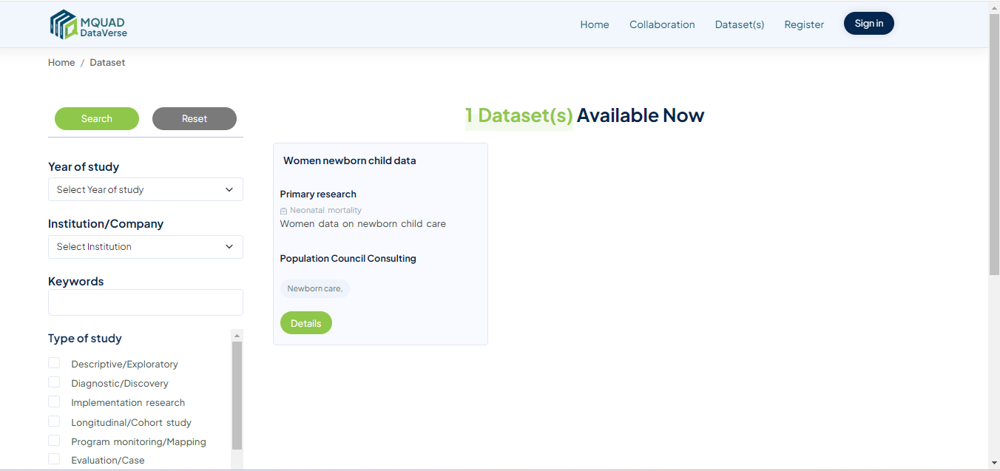 MQUAD
DataVerse
Home
Collaboration
Dataset(s)
Register
Sign in
Home / Dataset
Search
Reset
Year of study
Select Year of study
Institution/Company
Select Institution
Keywords
Type of study
Descriptive/Exploratory
Diagnostic/Discovery
Implementation research
Longitudinal/Cohort study
Program monitoring/Mapping
Evaluation/Case
1 Dataset(s) Available Now
Women newborn child data
Primary research
Neonatal mortality
Women data on newborn child care
Population Council Consulting
Newborn care.
Details